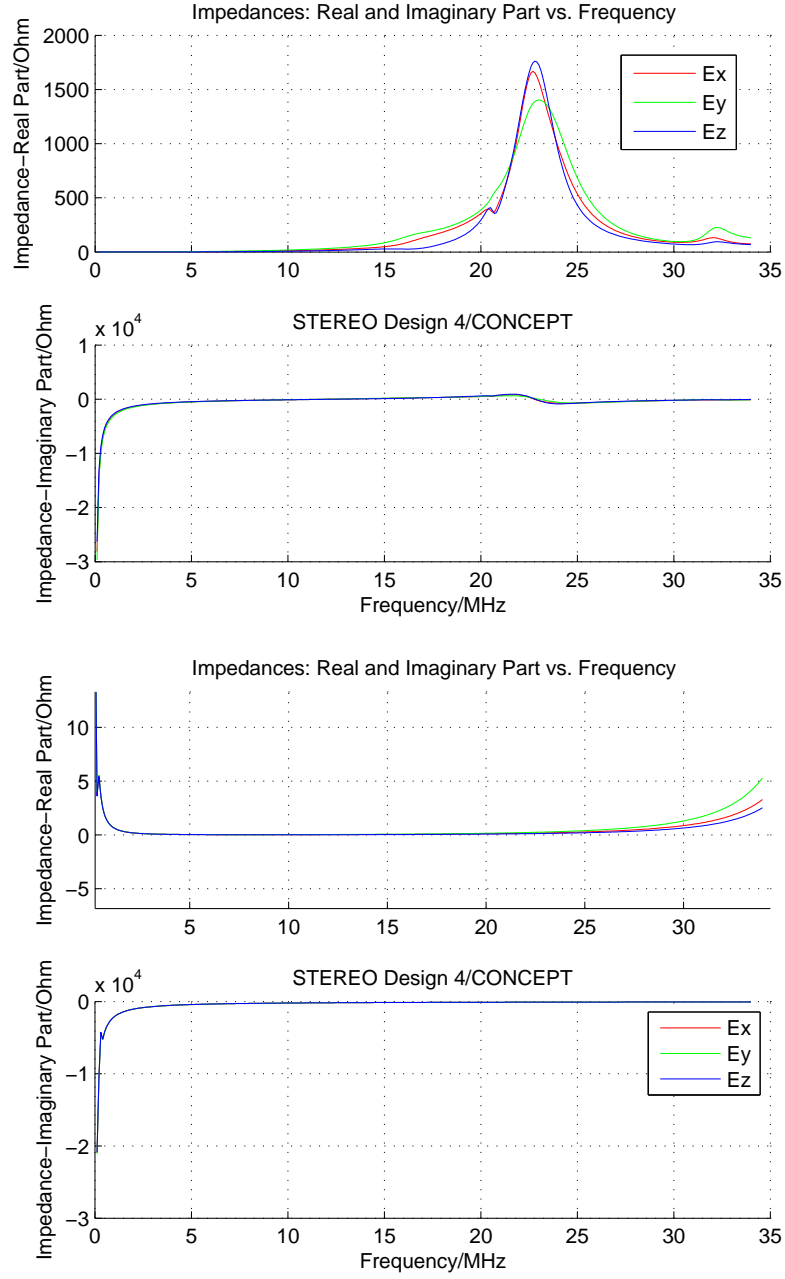 Impedances: Real and Imaginary Part vs. Frequency
Impedance−Real Part/Ohm
2000
1500
1000
500
0
0 5 10 15 20 25 30 35
Ex
Ey
Ez
STEREO Design 4/CONCEPT
x 10^4
Impedance−Imaginary Part/Ohm
1
0
−1
−2
−3
0 5 10 15 20 25 30 35
Frequency/MHz
Impedances: Real and Imaginary Part vs. Frequency
Impedance−Real Part/Ohm
10
5
0
−5
5 10 15 20 25 30
STEREO Design 4/CONCEPT
x 10^4
Impedance−Imaginary Part/Ohm
0
−1
−2
−3
0 5 10 15 20 25 30 35
Ex
Ey
Ez
Frequency/MHz